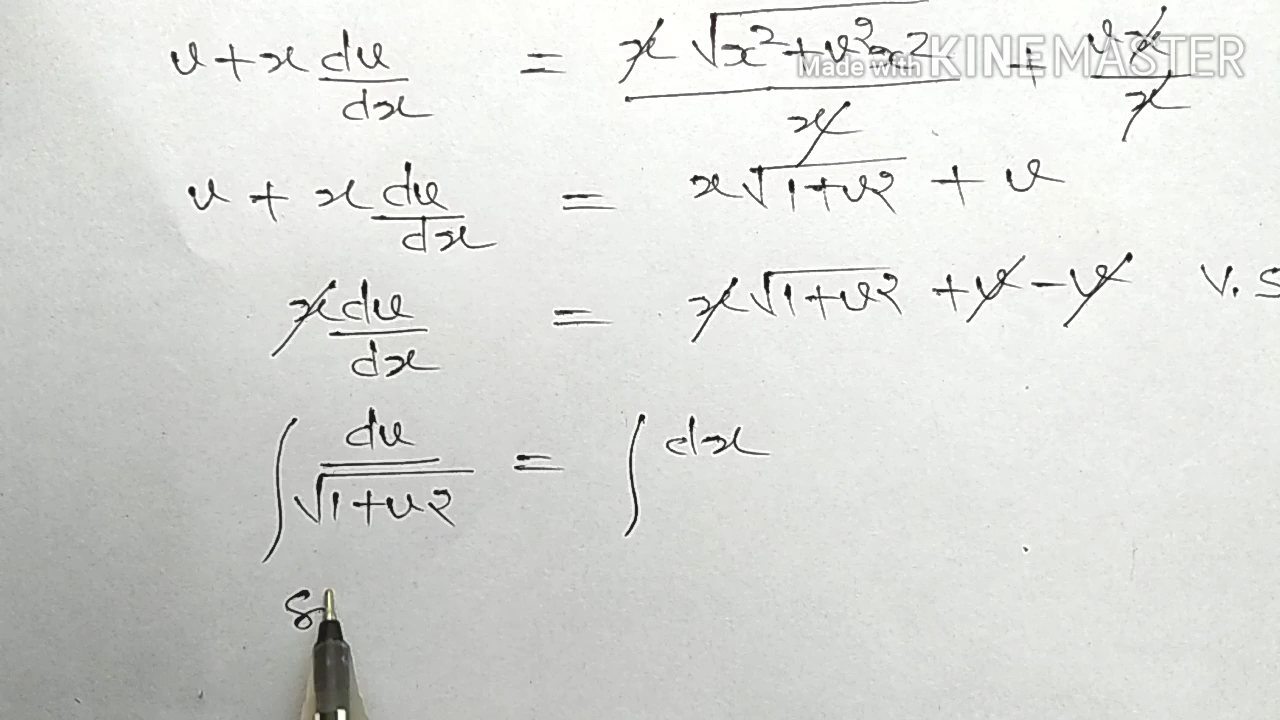 v + x dv/dx = x √x² + v²x² / x + v x / x
Made with KINEMASTER
v + x dv/dx = x √1+v2 + v
x dv/dx = x √1+v2 + v - v V.S
∫ dv / √1+v2 = ∫ dx
s